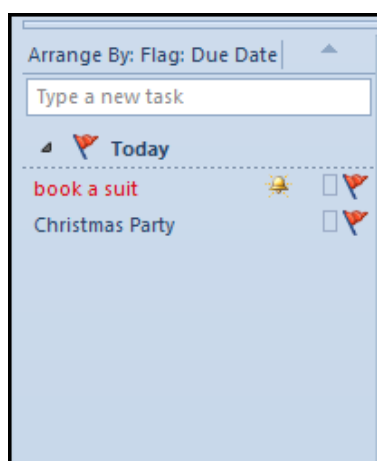 Arrange By: Flag: Due Date
Type a new task
Today
book a suit
Christmas Party